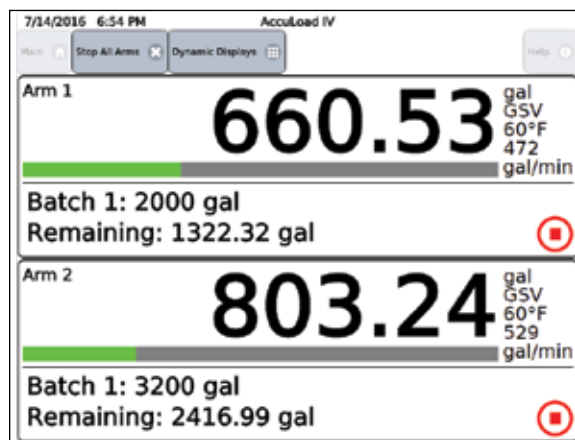 7/14/2016 6:54 PM AccuLoad IV
Main Stop All Arms Dynamic Displays Help
Arm 1
660.53
gal
GSV
60°F
472
gal/min
Batch 1: 2000 gal
Remaining: 1322.32 gal
Arm 2
803.24
gal
GSV
60°F
529
gal/min
Batch 1: 3200 gal
Remaining: 2416.99 gal